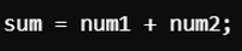 sum = num1 + num2;